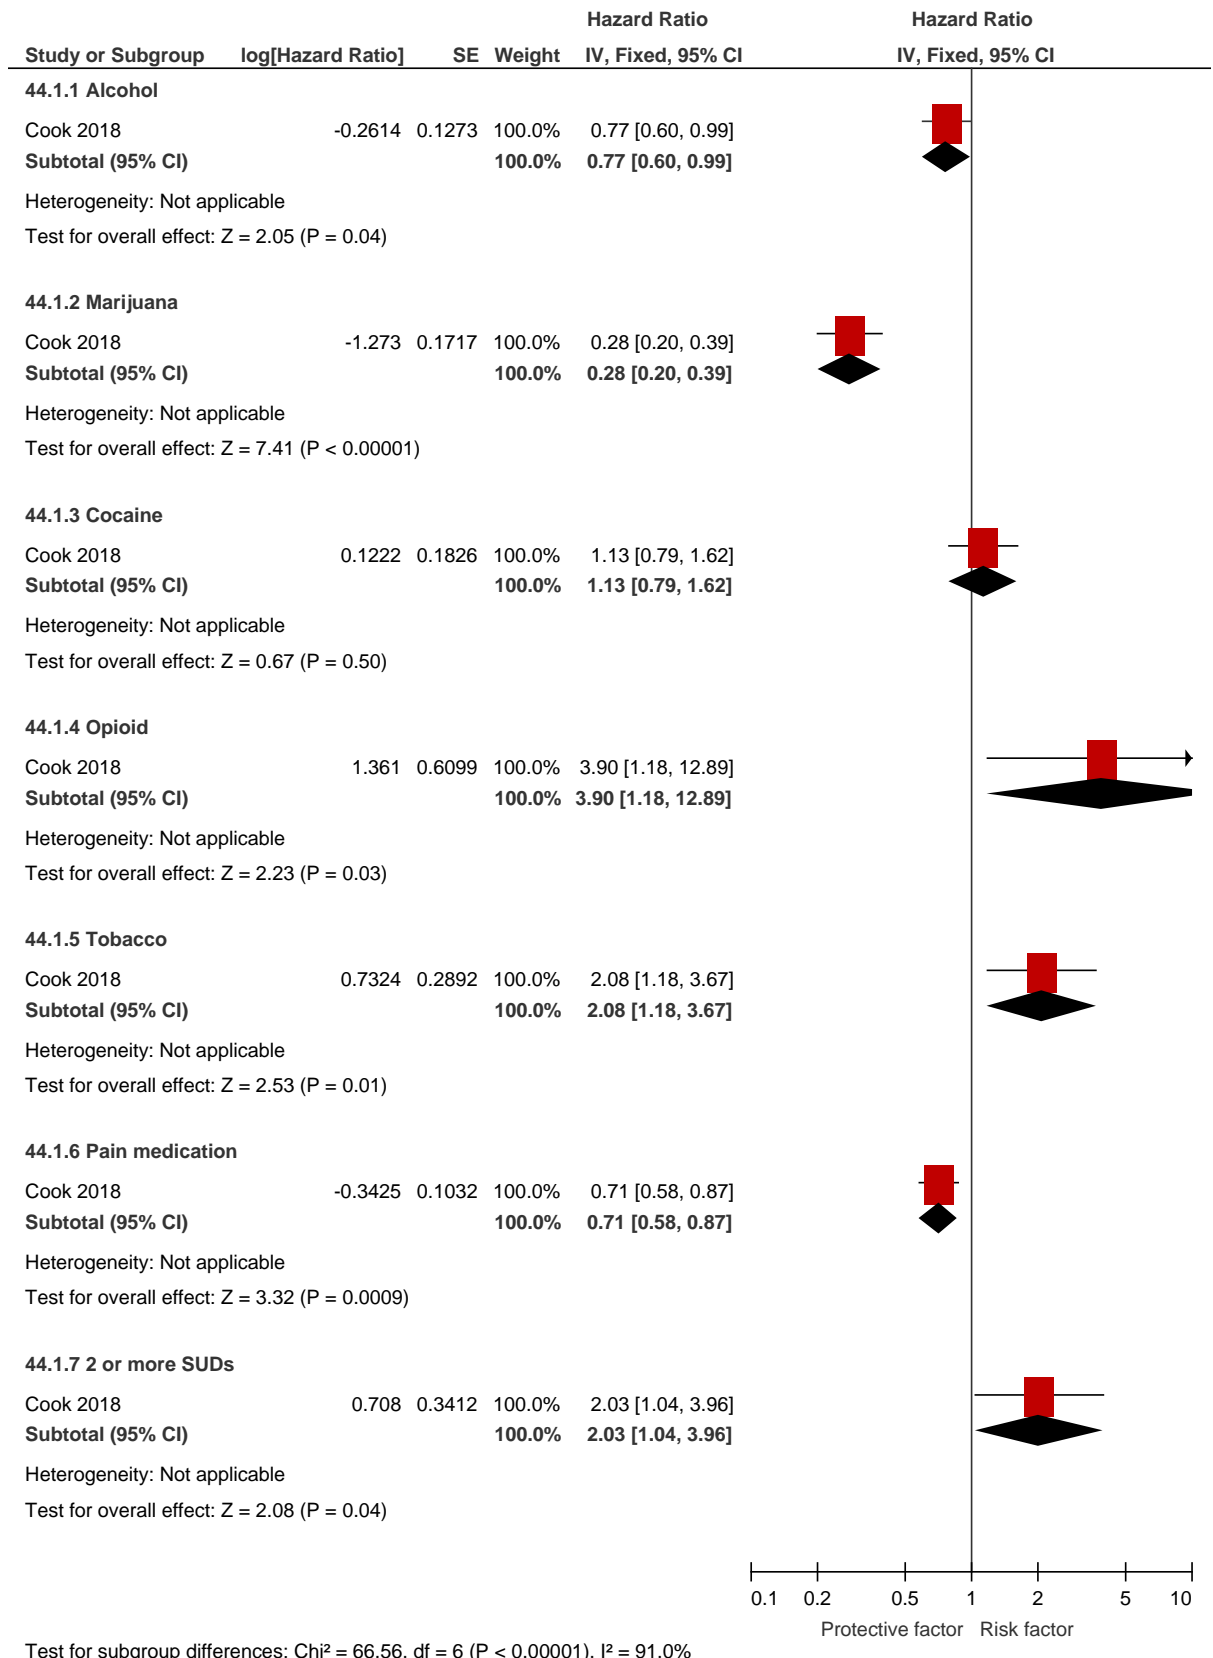 Hazard Ratio Hazard Ratio
Study or Subgroup log[Hazard Ratio] SE Weight IV, Fixed, 95% CI IV, Fixed, 95% CI
44.1.1 Alcohol
Cook 2018 -0.2614 0.1273 100.0% 0.77 [0.60, 0.99]
Subtotal (95% CI) 100.0% 0.77 [0.60, 0.99]
Heterogeneity: Not applicable
Test for overall effect: Z = 2.05 (P = 0.04)
44.1.2 Marijuana
Cook 2018 -1.273 0.1717 100.0% 0.28 [0.20, 0.39]
Subtotal (95% CI) 100.0% 0.28 [0.20, 0.39]
Heterogeneity: Not applicable
Test for overall effect: Z = 7.41 (P < 0.00001)
44.1.3 Cocaine
Cook 2018 0.1222 0.1826 100.0% 1.13 [0.79, 1.62]
Subtotal (95% CI) 100.0% 1.13 [0.79, 1.62]
Heterogeneity: Not applicable
Test for overall effect: Z = 0.67 (P = 0.50)
44.1.4 Opioid
Cook 2018 1.361 0.6099 100.0% 3.90 [1.18, 12.89]
Subtotal (95% CI) 100.0% 3.90 [1.18, 12.89]
Heterogeneity: Not applicable
Test for overall effect: Z = 2.23 (P = 0.03)
44.1.5 Tobacco
Cook 2018 0.7324 0.2892 100.0% 2.08 [1.18, 3.67]
Subtotal (95% CI) 100.0% 2.08 [1.18, 3.67]
Heterogeneity: Not applicable
Test for overall effect: Z = 2.53 (P = 0.01)
44.1.6 Pain medication
Cook 2018 -0.3425 0.1032 100.0% 0.71 [0.58, 0.87]
Subtotal (95% CI) 100.0% 0.71 [0.58, 0.87]
Heterogeneity: Not applicable
Test for overall effect: Z = 3.32 (P = 0.0009)
44.1.7 2 or more SUDs
Cook 2018 0.708 0.3412 100.0% 2.03 [1.04, 3.96]
Subtotal (95% CI) 100.0% 2.03 [1.04, 3.96]
Heterogeneity: Not applicable
Test for overall effect: Z = 2.08 (P = 0.04)
0.1 0.2 0.5 1 2 5 10
Protective factor Risk factor
Test for subgroup differences: Chi² = 66.56, df = 6 (P < 0.00001), I² = 91.0%